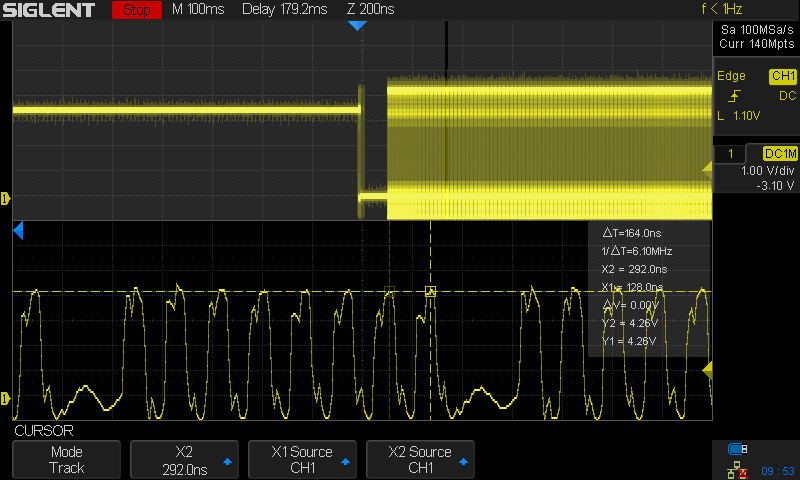 SIGLENT Stop M 100ms Delay 179.2ms Z 200ns f < 1Hz
Sa 100MSa/s
Curr 140Mpts
Edge CH1
DC
L 1.10V
1 DC1M
1.00 V/div
-3.10 V
1
△T=164.0ns
1/△T=6.10MHz
X2 = 292.0ns
X1 = 128.0ns
△V = 0.00V
Y2 = 4.26V
Y1 = 4.26V
1
CURSOR
Mode
Track
X2
292.0ns
X1 Source
CH1
X2 Source
CH1
09:53